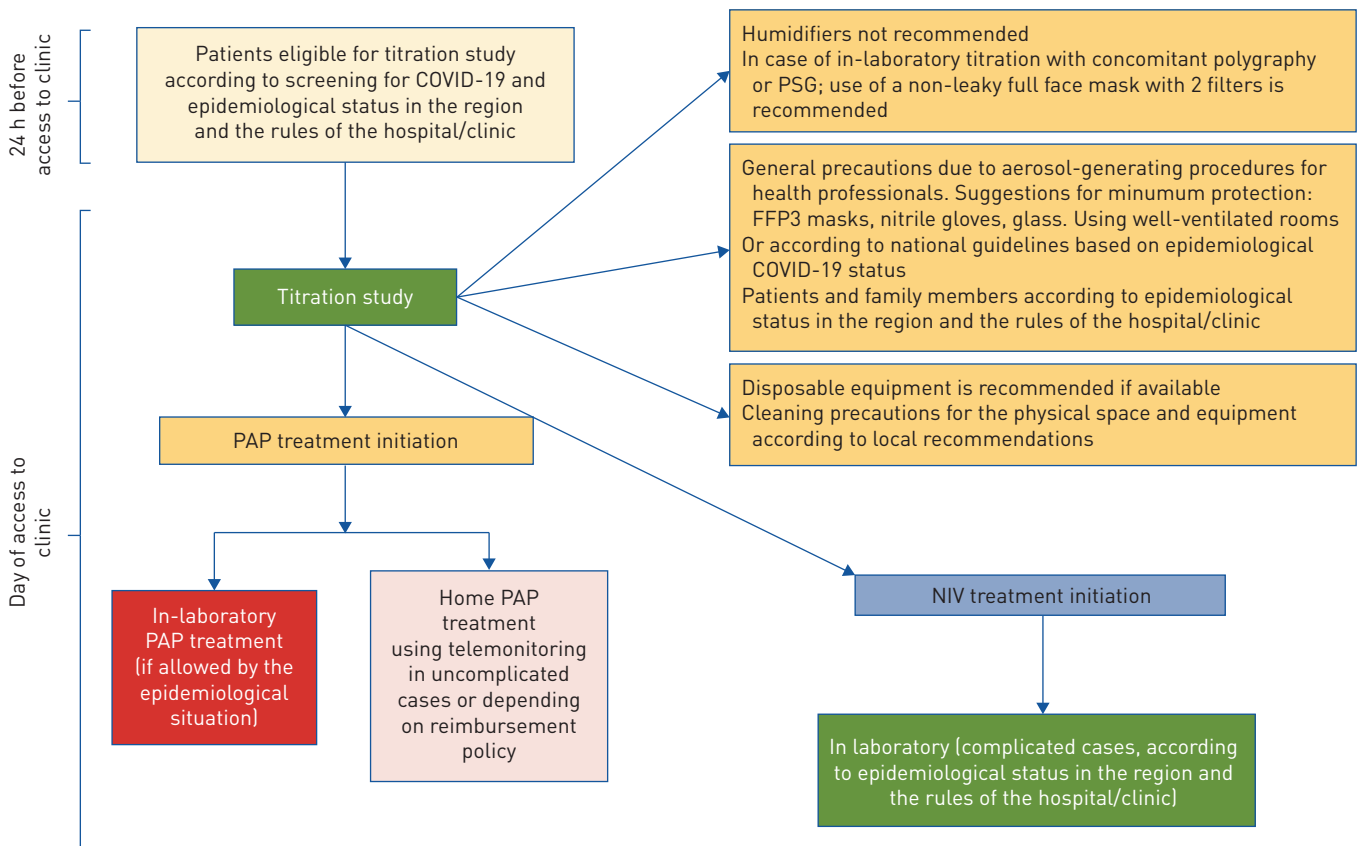 24 h before
access to clinic
Patients eligible for titration study
according to screening for COVID-19 and
epidemiological status in the region
and the rules of the hospital/clinic
Humidifiers not recommended
In case of in-laboratory titration with concomitant polygraphy
or PSG; use of a non-leaky full face mask with 2 filters is
recommended
General precautions due to aerosol-generating procedures for
health professionals. Suggestions for minumum protection:
FFP3 masks, nitrile gloves, glass. Using well-ventilated rooms
Or according to national guidelines based on epidemiological
COVID-19 status
Patients and family members according to epidemiological
status in the region and the rules of the hospital/clinic
Disposable equipment is recommended if available
Cleaning precautions for the physical space and equipment
according to local recommendations
Day of access to
clinic
Titration study
PAP treatment initiation
In-laboratory
PAP treatment
(if allowed by the
epidemiological
situation)
Home PAP
treatment
using telemonitoring
in uncomplicated
cases or depending
on reimbursement
policy
NIV treatment initiation
In laboratory (complicated cases, according
to epidemiological status in the region and
the rules of the hospital/clinic)